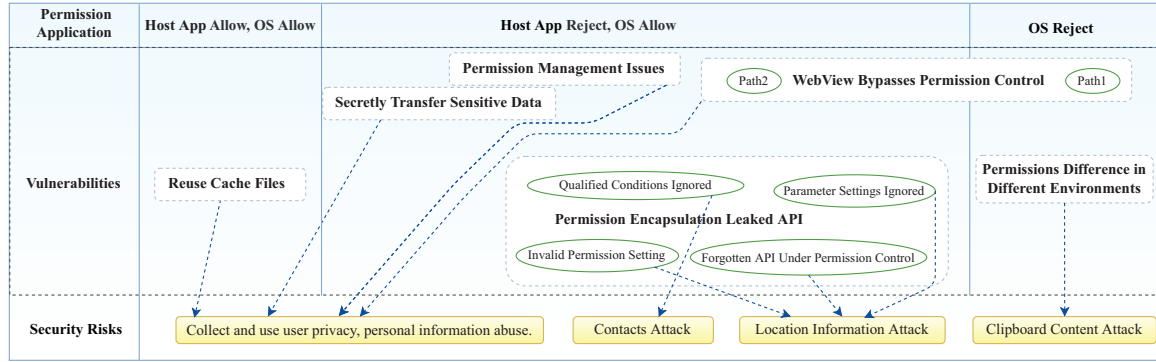 Permission
Application
Host App Allow, OS Allow
Host App Reject, OS Allow
OS Reject
Permission Management Issues
Path2
WebView Bypasses Permission Control
Path1
Secretly Transfer Sensitive Data
Vulnerabilities
Reuse Cache Files
Qualified Conditions Ignored
Parameter Settings Ignored
Permission Encapsulation Leaked API
Invalid Permission Setting
Forgotten API Under Permission Control
Permissions Difference in
Different Environments
Security Risks
Collect and use user privacy, personal information abuse.
Contacts Attack
Location Information Attack
Clipboard Content Attack